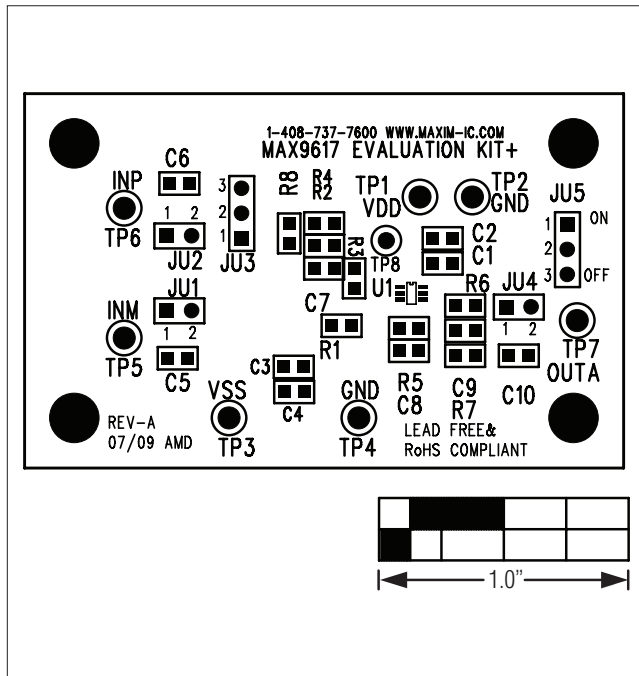 1-408-737-7600 WWW.MAXIM-IC.COM
MAX9617 EVALUATION KIT+
C6
INP
TP6
1 2
JU2
3
2
1
JU3
R8
R4
R2
R3
TP1
VDD
TP2
GND
TP8
C2
C1
U1
JU5
1 ON
2
3 OFF
R6
JU4
1 2
INM
TP5
JU1
1 2
C5
C7
R1
C3
C4
R5
C8
C9
R7
C10
TP7
OUTA
VSS
TP3
GND
TP4
REV-A
07/09 AMD
LEAD FREE&
RoHS COMPLIANT
1.0”